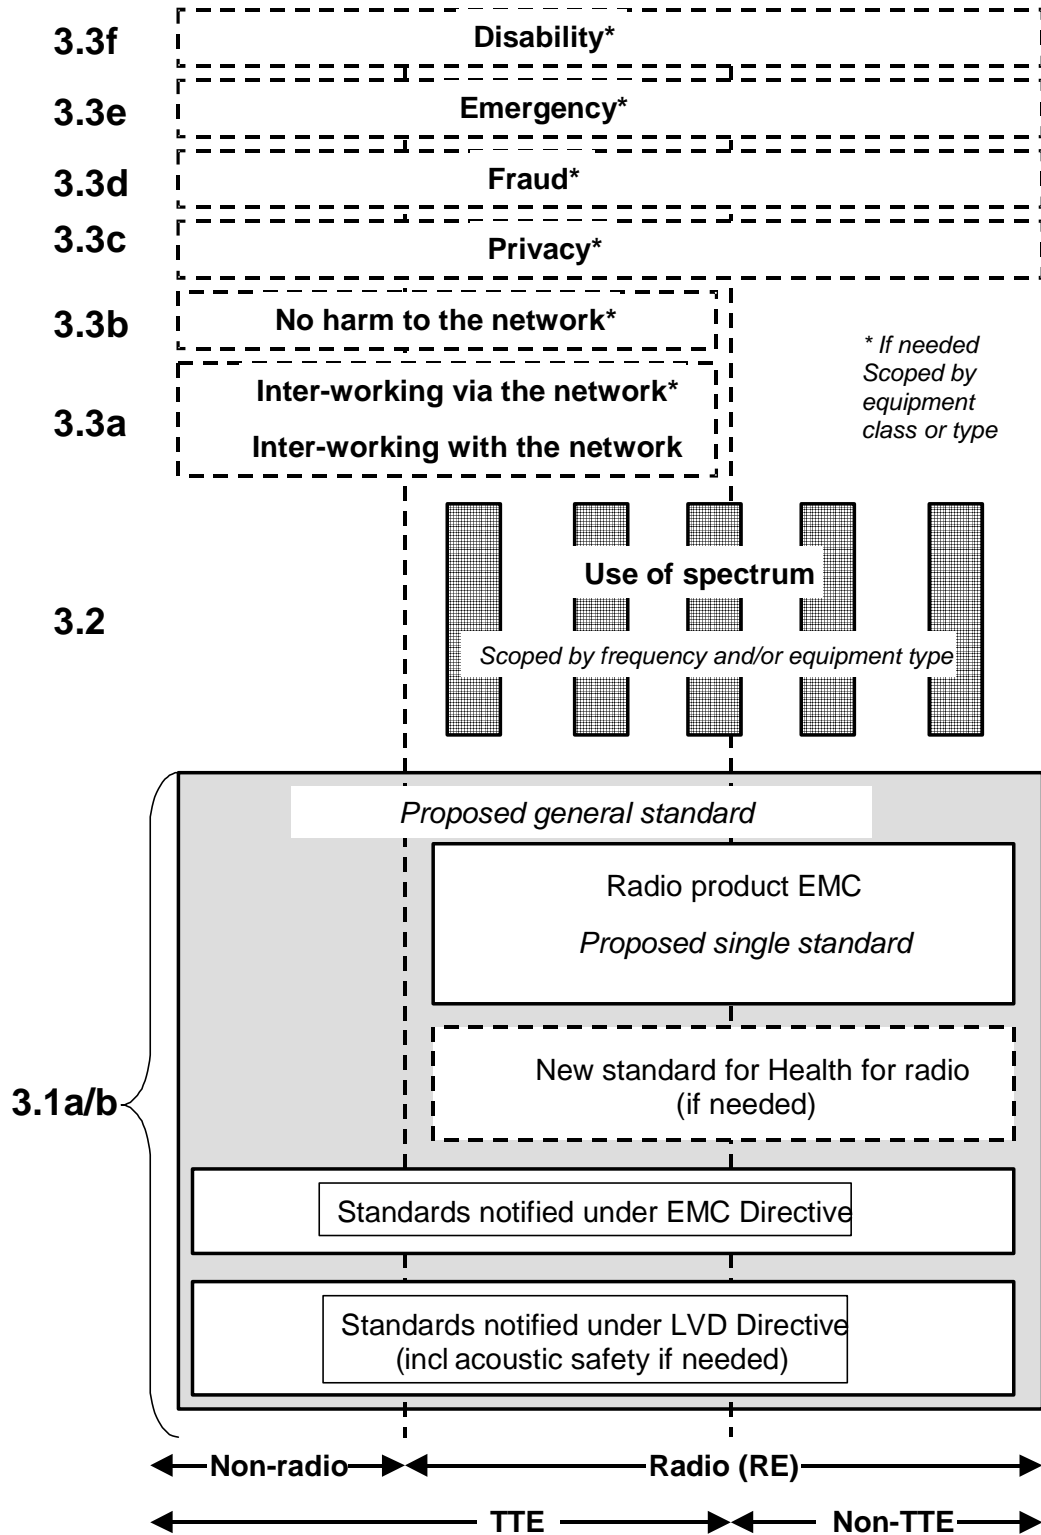 3.3f
Disability*
3.3e
Emergency*
3.3d
Fraud*
3.3c
Privacy*
3.3b
No harm to the network*
* If needed
Scoped by
equipment
class or type
3.3a
Inter-working via the network*
Inter-working with the network
3.2
Use of spectrum
Scoped by frequency and/or equipment type
Proposed general standard
Radio product EMC
Proposed single standard
New standard for Health for radio
(if needed)
3.1a/b
Standards notified under EMC Directive
Standards notified under LVD Directive
(incl acoustic safety if needed)
Non-radio
Radio (RE)
TTE
Non-TTE